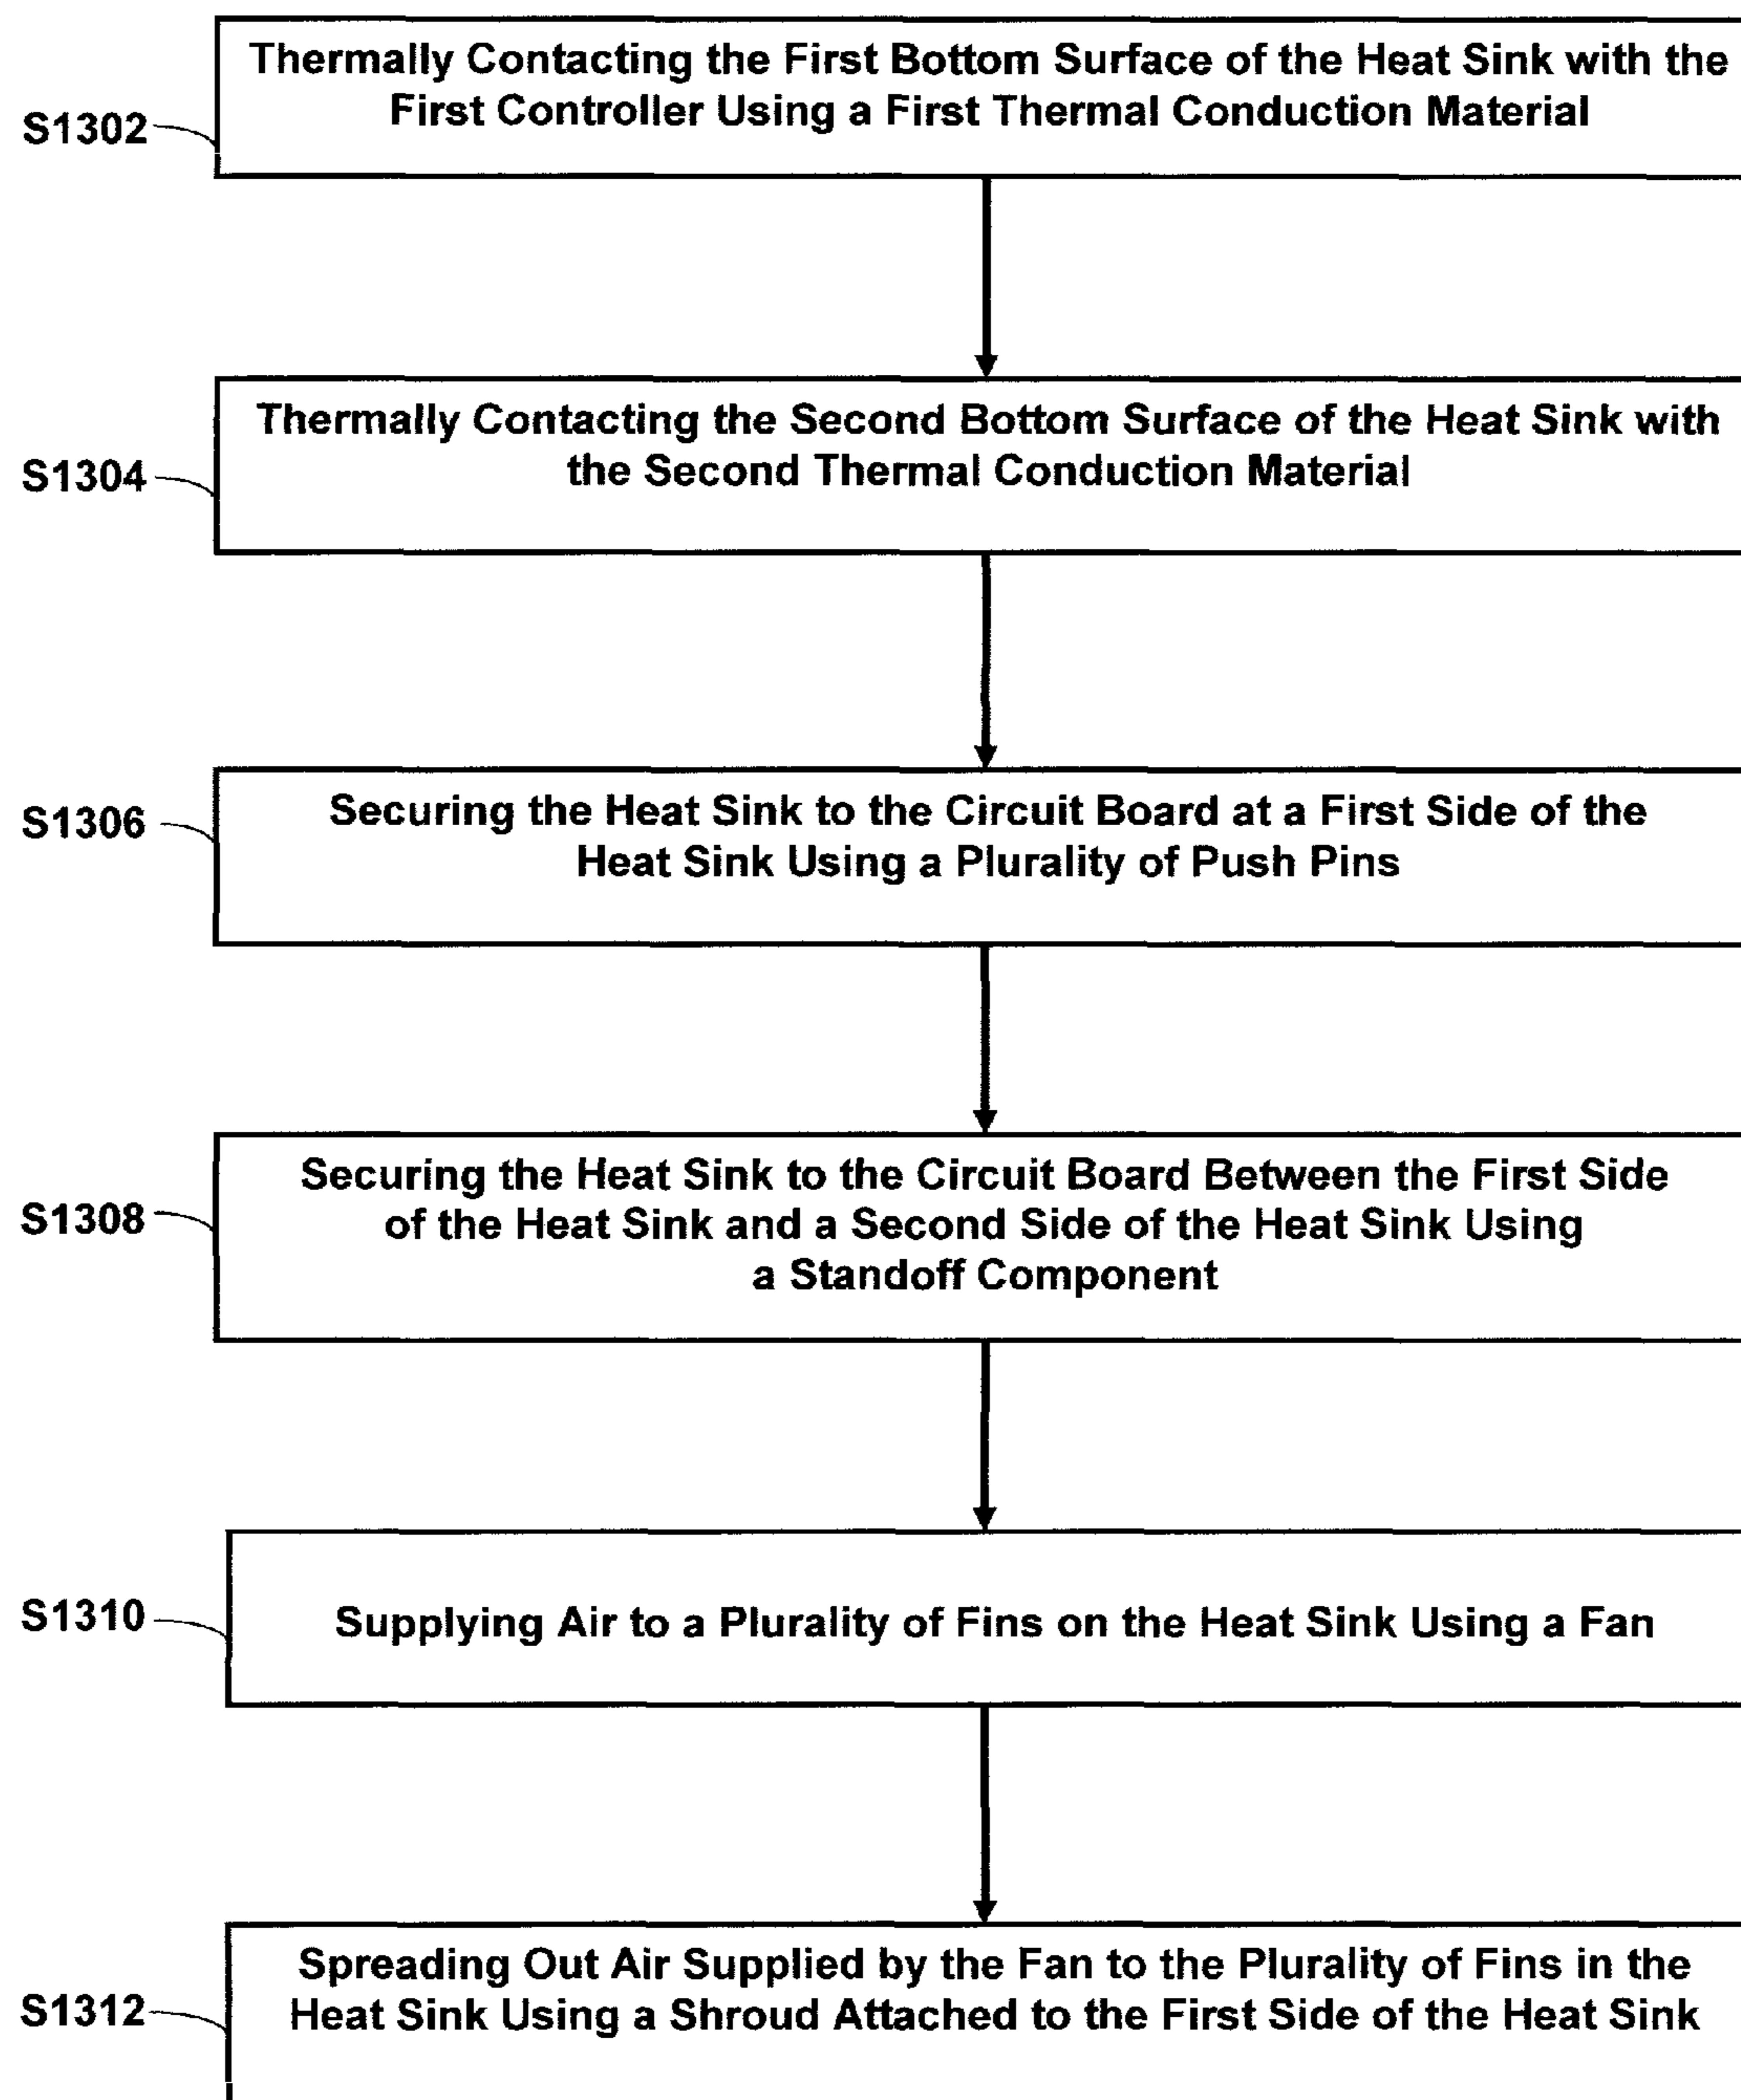 Thermally Contacting the First Bottom Surface of the Heat Sink with the
First Controller Using a First Thermal Conduction Material
S1302
Thermally Contacting the Second Bottom Surface of the Heat Sink with
the Second Thermal Conduction Material
S1304
Securing the Heat Sink to the Circuit Board at a First Side of the
Heat Sink Using a Plurality of Push Pins
S1306
Securing the Heat Sink to the Circuit Board Between the First Side
of the Heat Sink and a Second Side of the Heat Sink Using
a Standoff Component
S1308
Supplying Air to a Plurality of Fins on the Heat Sink Using a Fan
S1310
Spreading Out Air Supplied by the Fan to the Plurality of Fins in the
Heat Sink Using a Shroud Attached to the First Side of the Heat Sink
S1312